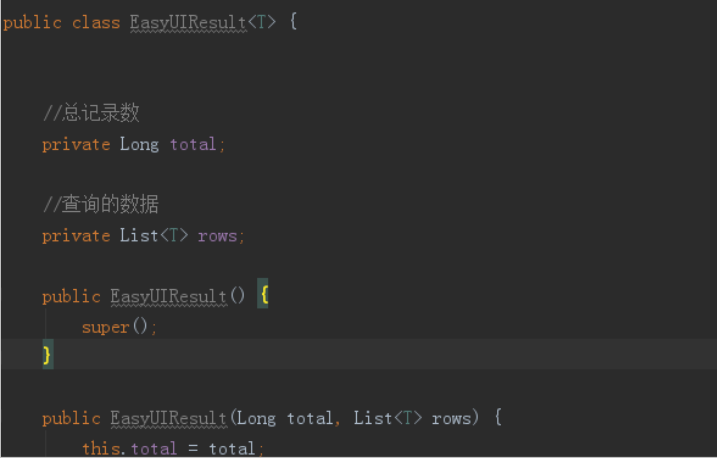 public class EasyUIResult<T> {
//总记录数
private Long total;
//查询的数据
private List<T> rows;
public EasyUIResult() {
super();
}
public EasyUIResult(Long total, List<T> rows) {
this.total = total;